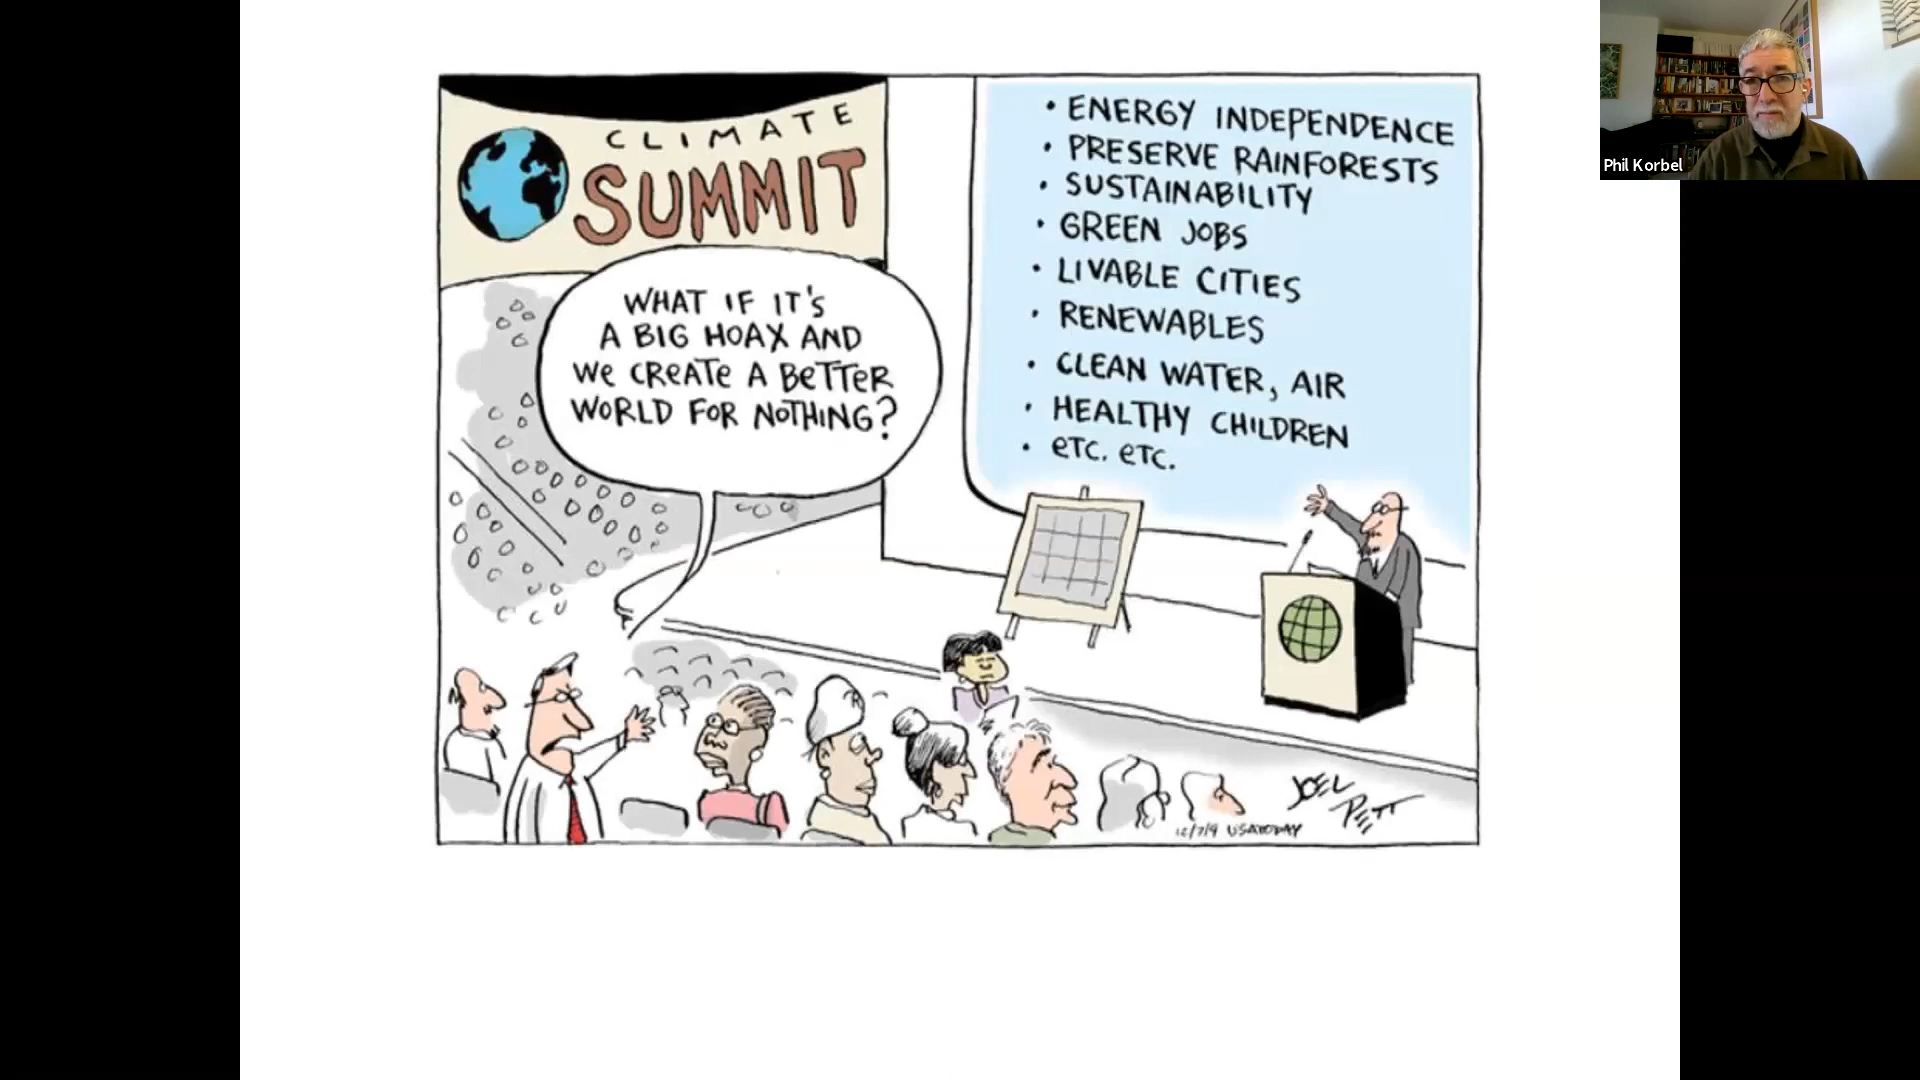 CLIMATE
SUMMIT
WHAT IF IT'S
A BIG HOAX AND
WE CREATE A BETTER
WORLD FOR NOTHING?
• ENERGY INDEPENDENCE
• PRESERVE RAINFORESTS
• SUSTAINABILITY
• GREEN JOBS
• LIVABLE CITIES
• RENEWABLES
• CLEAN WATER, AIR
• HEALTHY CHILDREN
• ETC. ETC.
JOEL
PETT
USA TODAY
Phil Korbel